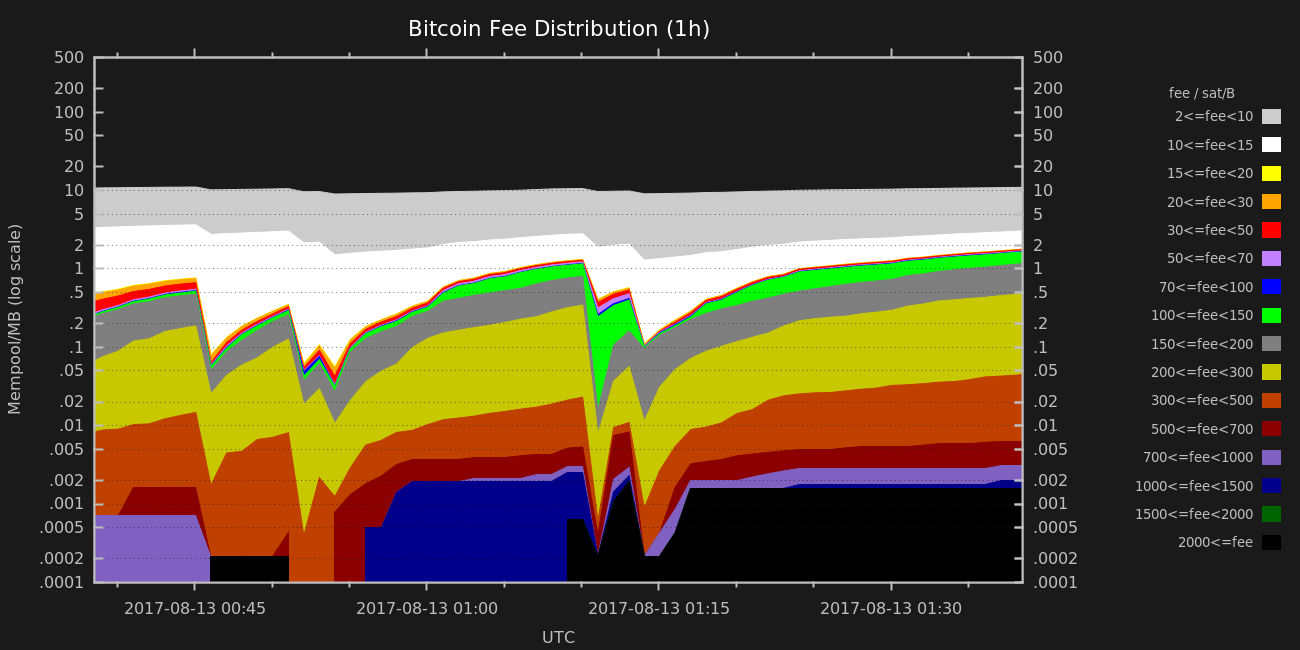 Bitcoin Fee Distribution (1h)
500 500
200 200
100 100
50 50
20 20
10 10
5 5
2 2
1 1
.5 .5
.2 .2
.1 .1
.05 .05
.02 .02
.01 .01
.005 .005
.002 .002
.001 .001
.0005 .0005
.0002 .0002
.0001 .0001
Mempool/MB (log scale)
2017-08-13 00:45 2017-08-13 01:00 2017-08-13 01:15 2017-08-13 01:30
UTC
fee / sat/B
2<=fee<10
10<=fee<15
15<=fee<20
20<=fee<30
30<=fee<50
50<=fee<70
70<=fee<100
100<=fee<150
150<=fee<200
200<=fee<300
300<=fee<500
500<=fee<700
700<=fee<1000
1000<=fee<1500
1500<=fee<2000
2000<=fee